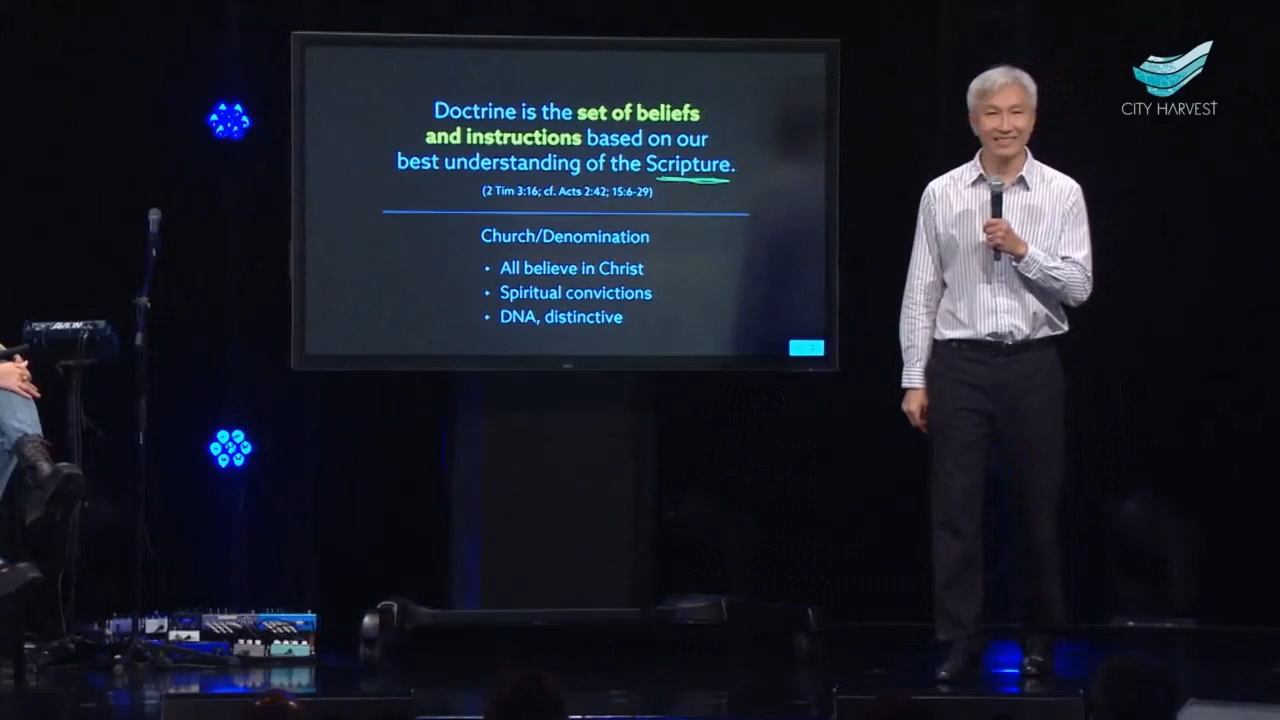 Doctrine is the set of beliefs
and instructions based on our
best understanding of the Scripture.
(2 Tim 3:16; cf. Acts 2:42; 15:6-29)
Church/Denomination
• All believe in Christ
• Spiritual convictions
• DNA, distinctive
CITY HARVEST